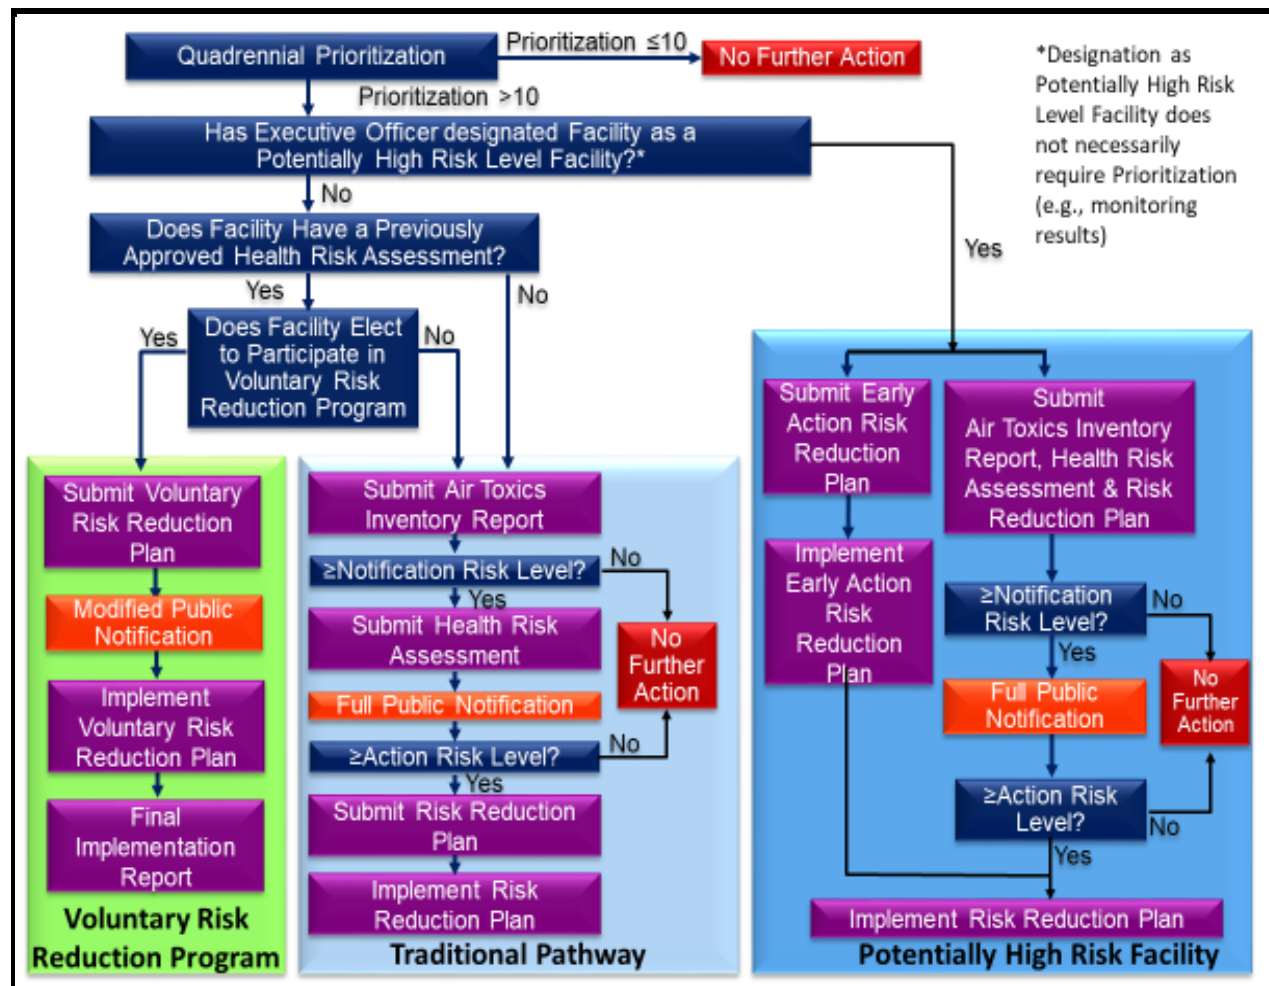 Quadrennial Prioritization
Prioritization ≤10
No Further Action
*Designation as
Potentially High Risk
Level Facility does
not necessarily
require Prioritization
(e.g., monitoring
results)
Prioritization >10
Has Executive Officer designated Facility as a
Potentially High Risk Level Facility?*
No
Yes
Does Facility Have a Previously
Approved Health Risk Assessment?
Yes
No
Does Facility Elect
to Participate in
Voluntary Risk
Reduction Program
Yes
No
Submit Voluntary
Risk Reduction
Plan
Modified Public
Notification
Implement
Voluntary Risk
Reduction Plan
Final
Implementation
Report
Voluntary Risk
Reduction Program
Submit Air Toxics
Inventory Report
≥Notification Risk Level?
No
Yes
Submit Health Risk
Assessment
Full Public Notification
≥Action Risk Level?
No
Yes
No
Further
Action
Submit Risk Reduction
Plan
Implement Risk
Reduction Plan
Traditional Pathway
Submit Early
Action Risk
Reduction
Plan
Implement
Early Action
Risk
Reduction
Plan
Submit
Air Toxics Inventory
Report, Health Risk
Assessment & Risk
Reduction Plan
≥Notification
Risk Level?
No
Yes
Full Public
Notification
No
Further
Action
≥Action Risk
Level?
No
Yes
Implement Risk Reduction Plan
Potentially High Risk Facility